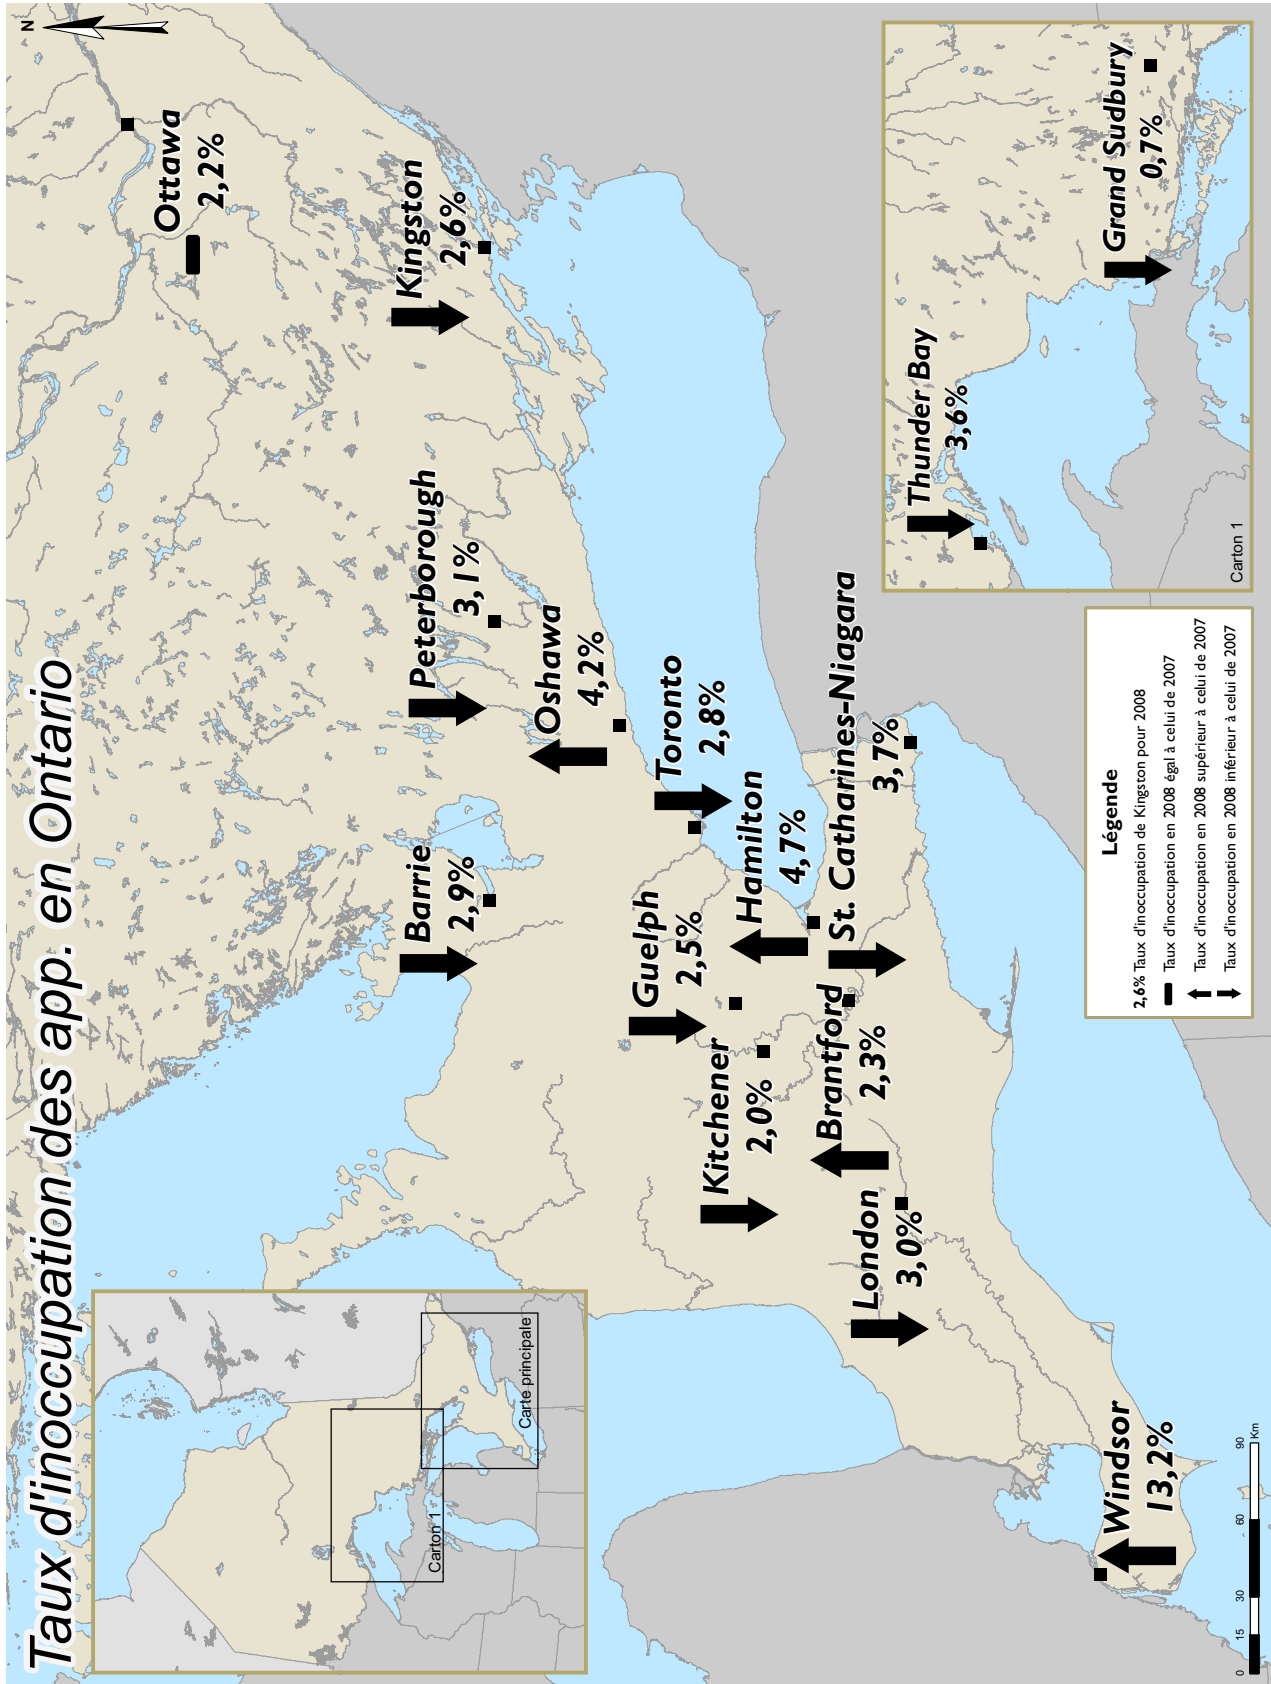 Taux d'inoccupation des app. en Ontario
N
Ottawa
2,2%
Kingston
2,6%
Peterborough
3,1%
Oshawa
4,2%
Barrie
2,9%
Toronto
2,8%
Guelph
2,5%
Hamilton
4,7%
St. Catharines-Niagara
3,7%
Kitchener
2,0%
Brantford
2,3%
London
3,0%
Windsor
13,2%
Carton 1
Carte principale
Thunder Bay
3,6%
Grand Sudbury
0,7%
Carton 1
Légende
2,6% Taux d'inoccupation de Kingston pour 2008
Taux d'inoccupation en 2008 égal à celui de 2007
Taux d'inoccupation en 2008 supérieur à celui de 2007
Taux d'inoccupation en 2008 inférieur à celui de 2007
0 15 30 60 90 Km